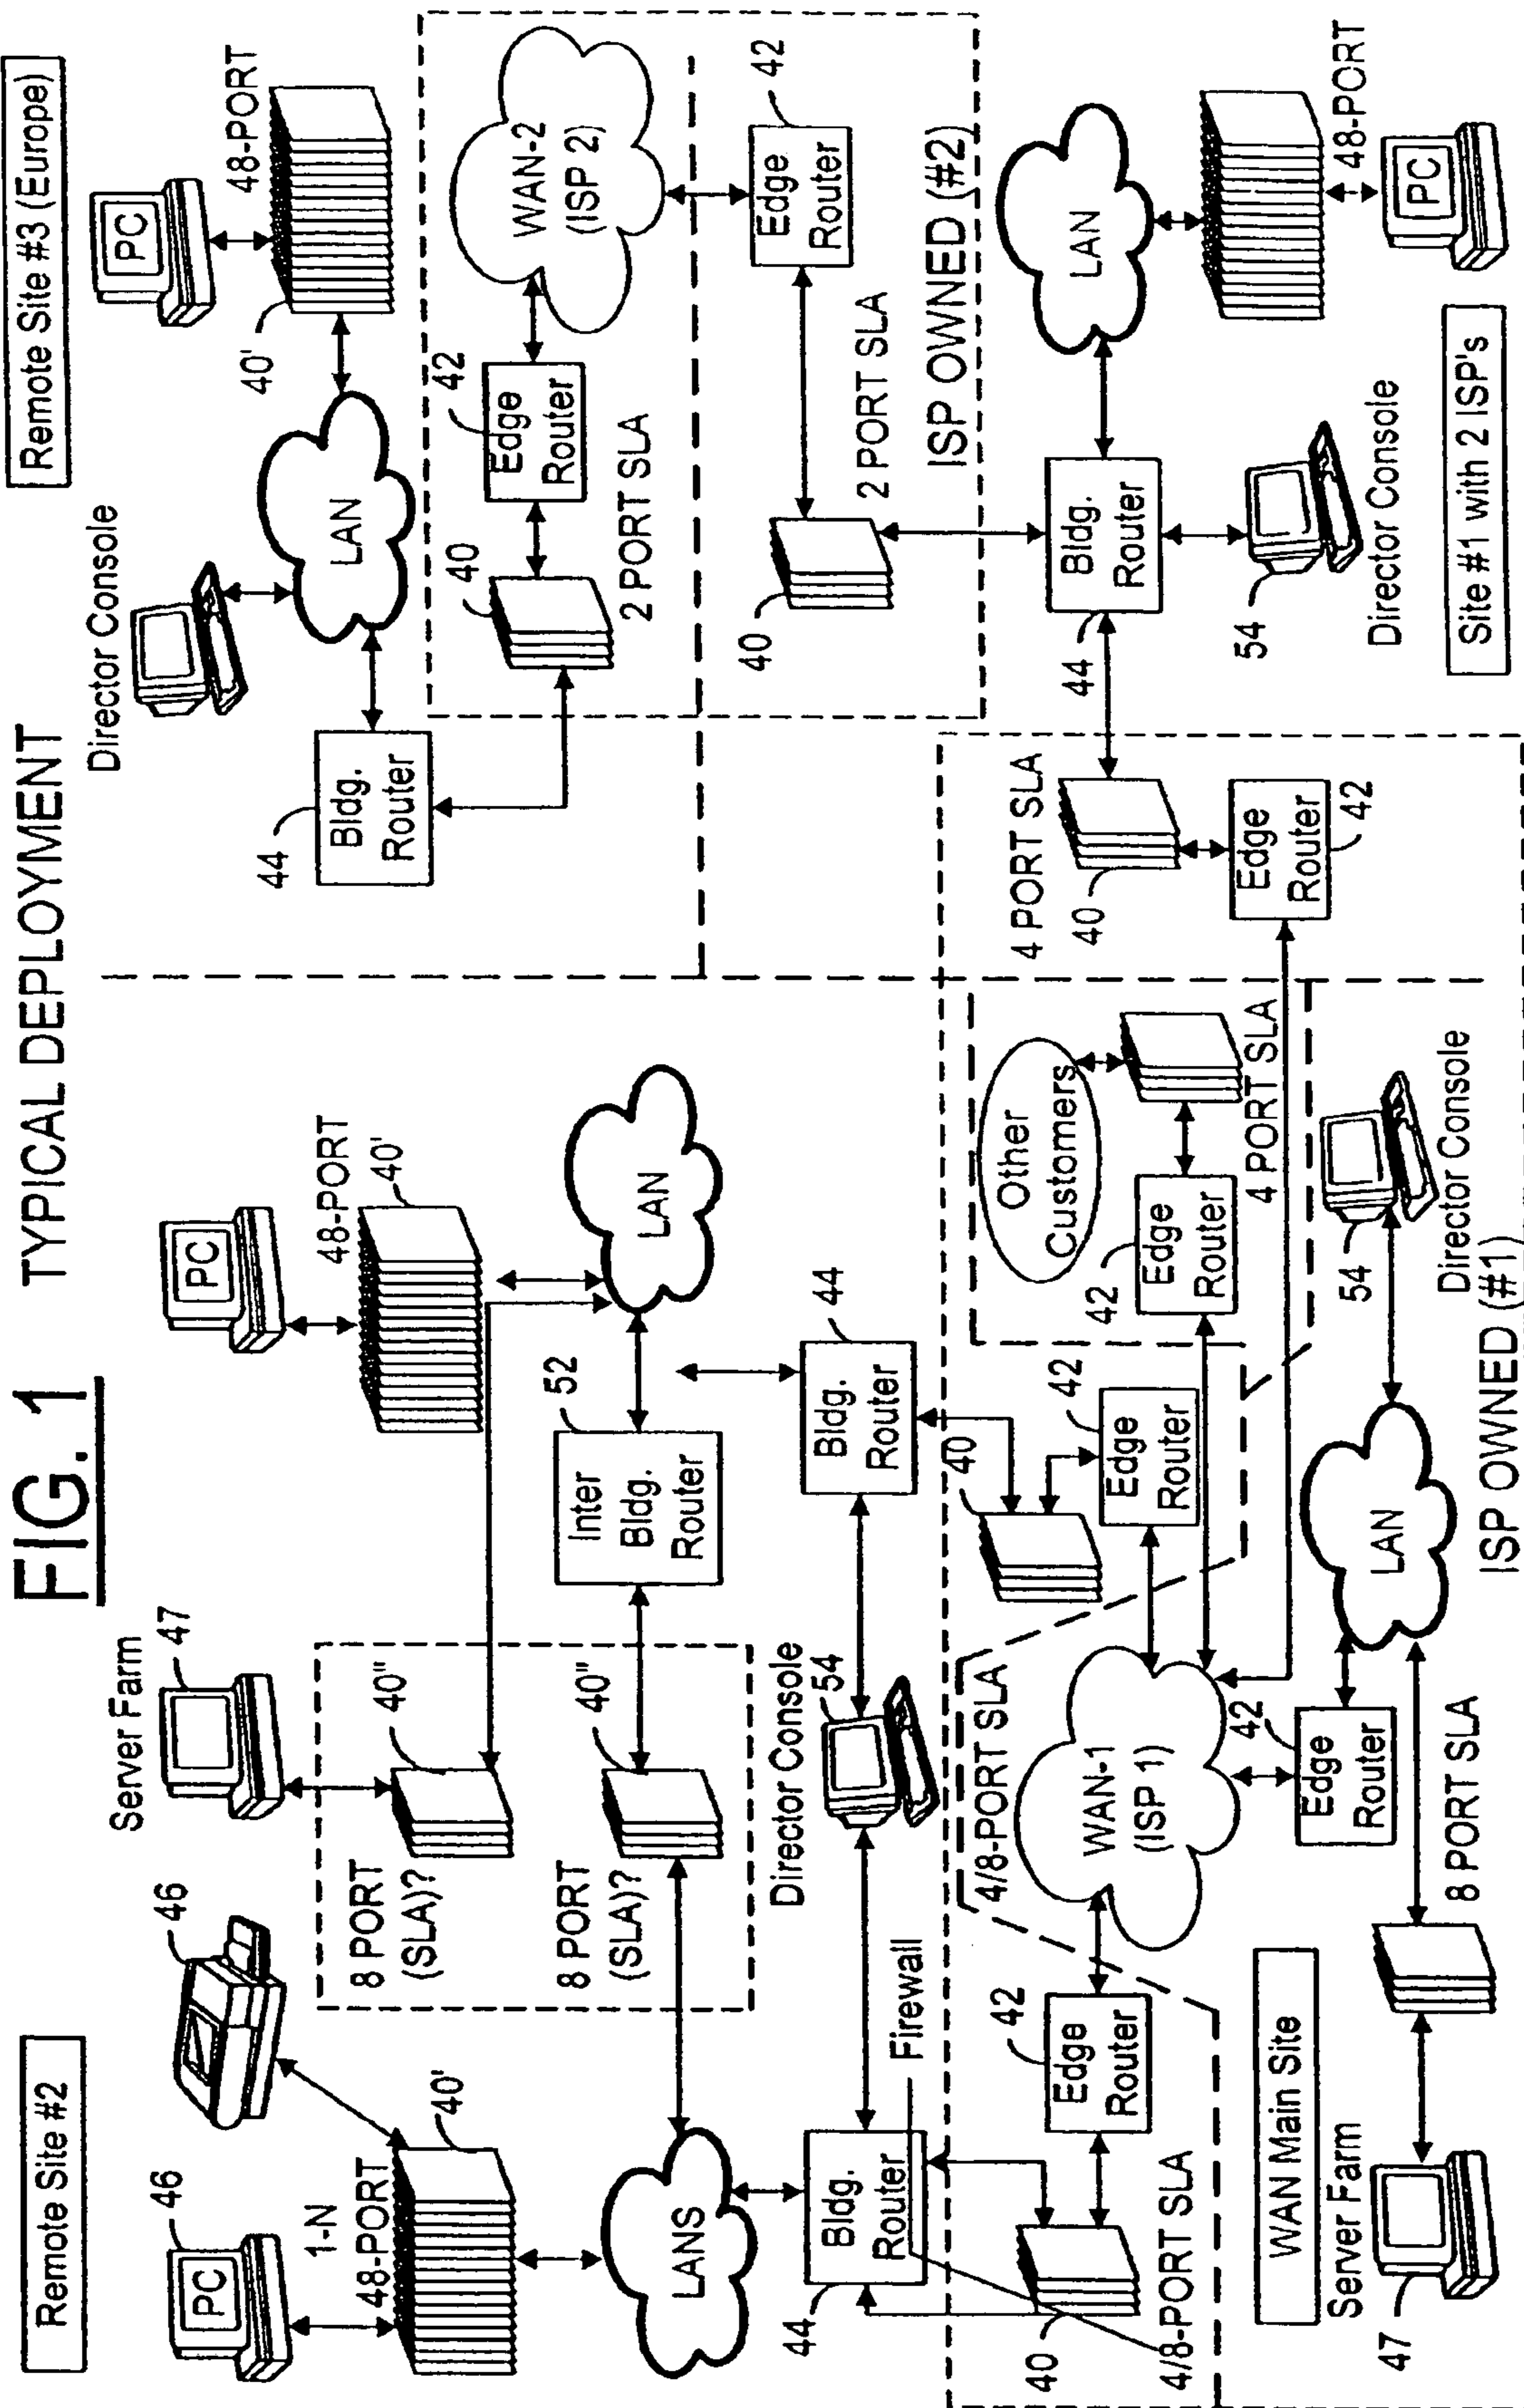 FIG. 1
TYPICAL DEPLOYMENT
Remote Site #2
46
PC
1-N
48-PORT
40'
46
Server Farm
47
8 PORT
(SLA)?
40"
8 PORT
(SLA)?
40"
PC
48-PORT
40'
LANS
Inter
Bldg.
Router
52
LAN
44
Bldg.
Router
Firewall
Director Console
54
Bldg.
Router
44
Remote Site #3 (Europe)
Director Console
PC
40'
48-PORT
LAN
44
Bldg.
Router
40
2 PORT SLA
Edge
Router
42
WAN-2
(ISP 2)
40
2 PORT SLA
Edge
Router
42
ISP OWNED (#2)
44
Bldg.
Router
LAN
48-PORT
PC
54
Director Console
Site #1 with 2 ISP's
4 PORT SLA
40
Edge
Router
42
40
4/8-PORT SLA
Edge
Router
42
WAN-1
(ISP 1)
4/8-PORT SLA
40
Edge
Router
42
Other
Customers
42
Edge
Router
4 PORT SLA
WAN Main Site
Server Farm
47
8 PORT SLA
Edge
Router
42
LAN
54
Director Console
ISP OWNED (#1)